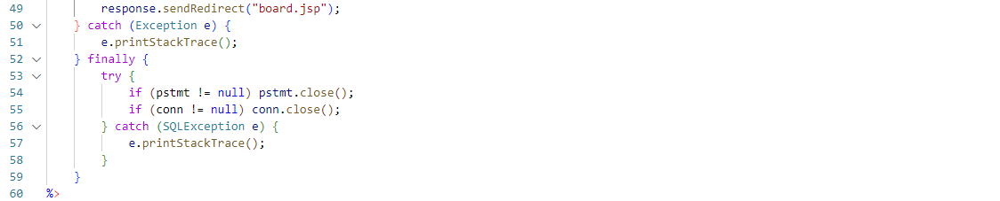 49 response.sendRedirect("board.jsp");
50 } catch (Exception e) {
51 e.printStackTrace();
52 } finally {
53 try {
54 if (pstmt != null) pstmt.close();
55 if (conn != null) conn.close();
56 } catch (SQLException e) {
57 e.printStackTrace();
58 }
59 }
60 %>